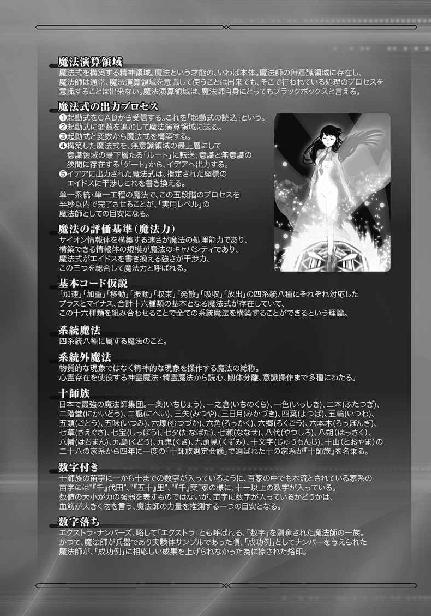 魔法演算領域
魔法式を構築する精神領域。魔法という才能の、いわば本体。魔法師の無意識領域に存在し、
魔法師は通常、魔法演算領域を意識して使うことは出来ても、そこで行われている処理のプロセスを
意識することは出来ない。魔法演算領域は、魔法師自身にとってもブラックボックスと言える。
魔法式の出力プロセス
❶起動式をCADから受信する。これを「起動式の読込」という。
❷起動式に変数を追加して魔法演算領域に送る。
❸起動式と変数から魔法式を構築する。
❹構築した魔法式を、無意識領域の最上層にして
意識領域の最下層たる「ルート」に転送、意識と無意識の
狭間に存在する「ゲート」から、イデアへ出力する。
❺イデアに出力された魔法式は、指定された座標の
エイドスに干渉しこれを書き換える。
単一系統・単一工程の魔法で、この五段階のプロセスを
半秒以内で完了させることが、「実用レベル」の
魔法師としての目安になる。
魔法の評価基準(魔法力)
サイオン情報体を構築する速さが魔法の処理能力であり、
構築できる情報体の規模が魔法のキャパシティであり、
魔法式がエイドスを書き換える強さが干渉力、
この三つを総合して魔法力と呼ばれる。
基本コード仮説
「加速」「加重」「移動」「振動」「収束」「発散」「吸収」「放出」の四系統八種にそれぞれ対応した
プラスとマイナス、合計十六種類の基本となる魔法式が存在していて、
この十六種類を組み合わせることで全ての系統魔法を構築することができるという理論。
系統魔法
四系統八種に属する魔法のこと。
系統外魔法
物質的な現象ではなく精神的な現象を操作する魔法の総称。
心霊存在を使役する神霊魔法・精霊魔法から読心、幽体分離、意識操作まで多種にわたる。
十師族
日本で最強の魔法師集団。一条(いちじょう)、一之倉(いちのくら)、一色(いっしき)、二木(ふたつぎ)、
二階堂(にかいどう)、二瓶(にへい)、三矢(みつや)、三日月(みかづき)、四葉(よつば)、五輪(いつわ)、
五頭(ごとう)、五味(いつみ)、六塚(むつづか)、六角(ろっかく)、六郷(ろくごう)、六本木(ろっぽんぎ)、
七草(さえぐさ)、七宝(しっぽう)、七夕(たなばた)、七瀬(ななせ)、八代(やつしろ)、八朔(はっさく)、
八幡(はちまん)、九島(くどう)、九鬼(くき)、九頭見(くずみ)、十文字(じゅうもんじ)、十山(とおやま)の
二十八の家系から四年に一度の「十師族選定会議」で選ばれた十の家系が『十師族』を名乗る。
数字付き
十師族の苗字に一から十までの数字が入っているように、百家の中でも本流とされている家系の
苗字には"『千』代田"、"『五十』里"、"『千』葉"家の様に、十一以上の数字が入っている。
数値の大小が力の強弱を表すものではないが、苗字に数字が入っているかどうかは、
血筋が大きく物を言う、魔法師の力量を推測する一つの目安となる。
数字落ち
エクストラ・ナンバーズ、略して「エクストラ」とも呼ばれる、「数字」を剥奪された魔法師の一族。
かつて、魔法師が兵器であり実験体サンプルであった頃、「成功例」としてナンバーを与えられた
魔法師が、「成功例」に相応しい成果を上げられなかった為に捺された烙印。